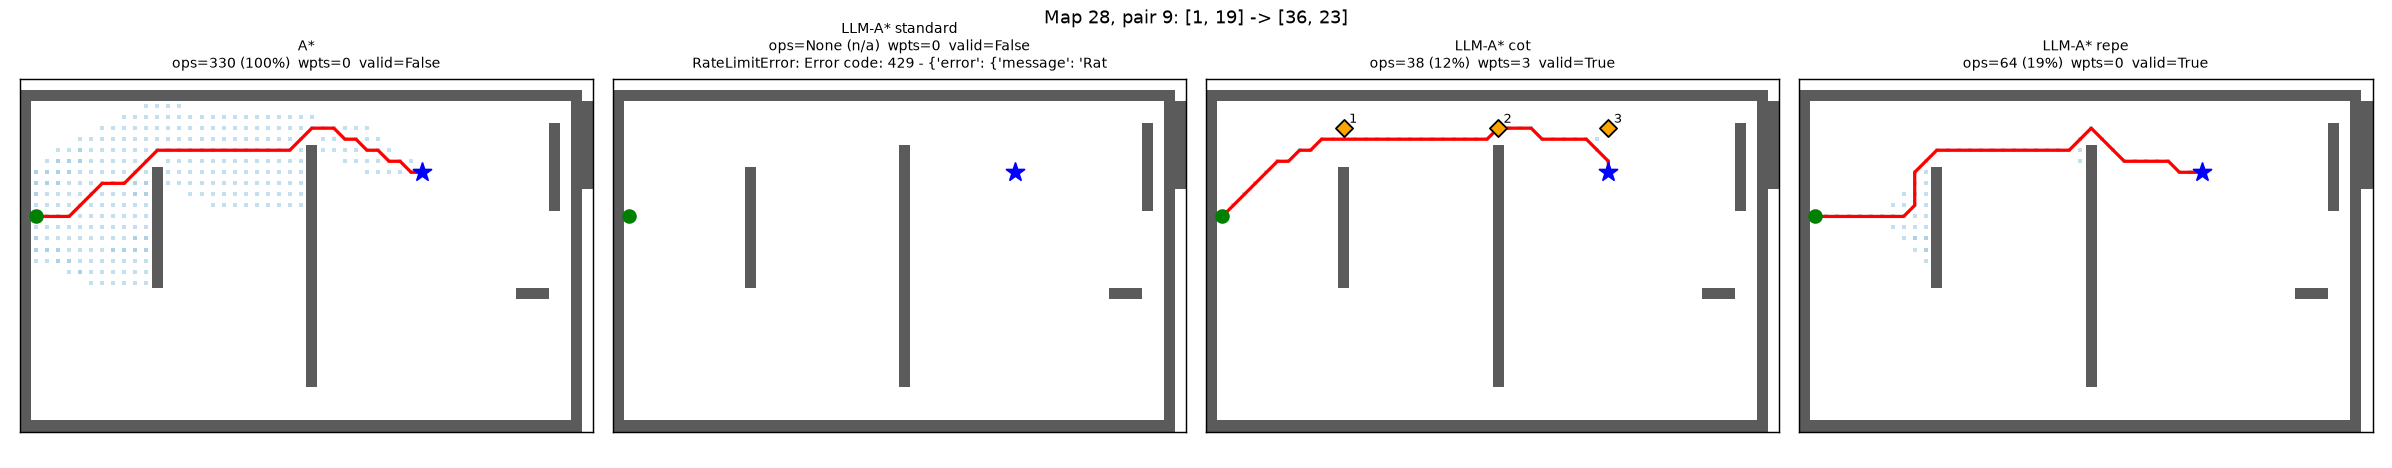 Map 28, pair 9: [1, 19] -> [36, 23]
A*
ops=330 (100%)  wpts=0  valid=False
LLM-A* standard
ops=None (n/a)  wpts=0  valid=False
RateLimitError: Error code: 429 - {'error': {'message': 'Rat
LLM-A* cot
ops=38 (12%)  wpts=3  valid=True
1
2
3
LLM-A* repe
ops=64 (19%)  wpts=0  valid=True